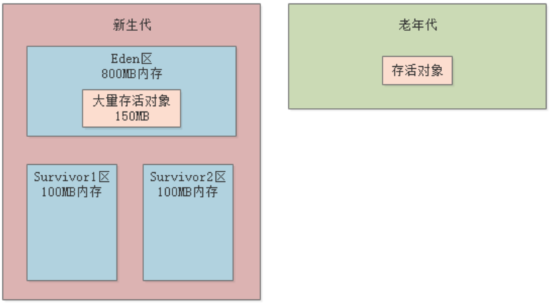 新生代
Eden区
800MB内存
大量存活对象
150MB
Survivor1区
100MB内存
Survivor2区
100MB内存
老年代
存活对象